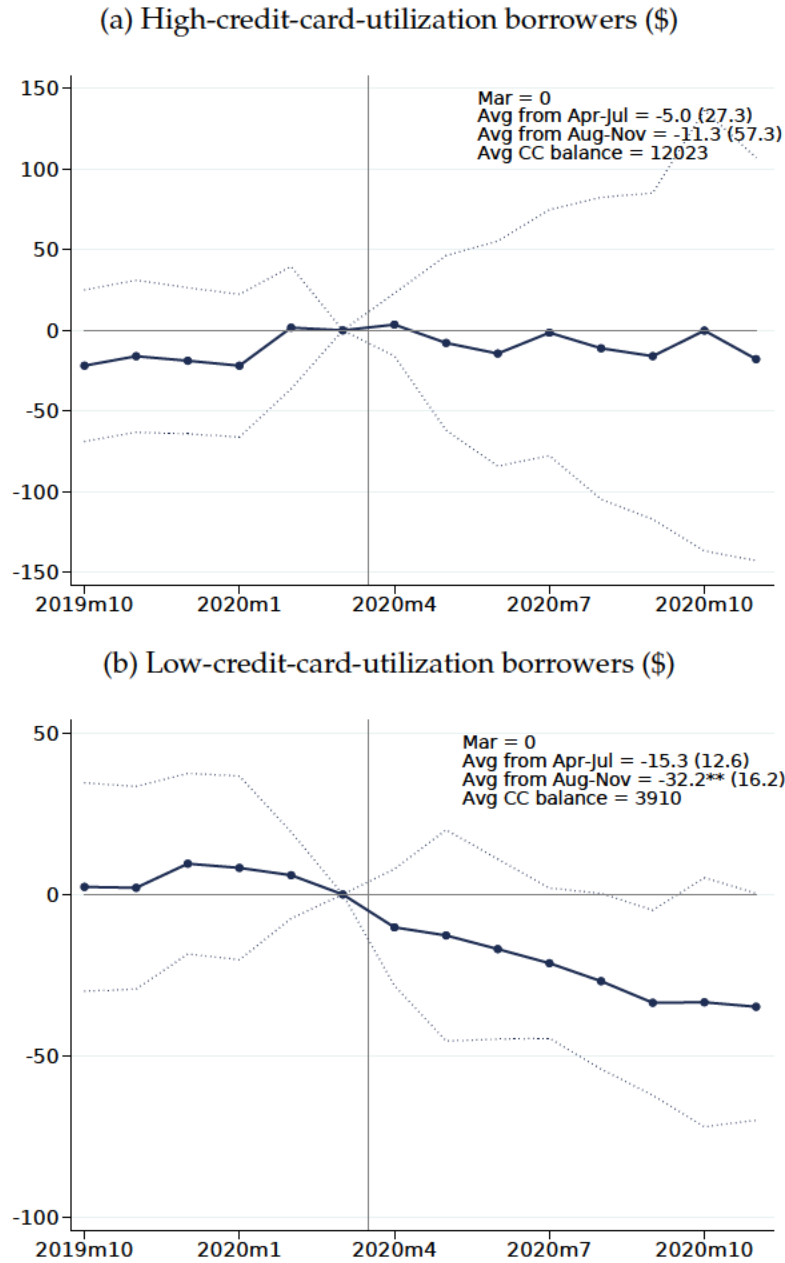 (a) High-credit-card-utilization borrowers ($)
150
100
50
0
-50
-100
-150
Mar = 0
Avg from Apr-Jul = -5.0 (27.3)
Avg from Aug-Nov = -11.3 (57.3)
Avg CC balance = 12023
2019m10 2020m1 2020m4 2020m7 2020m10
(b) Low-credit-card-utilization borrowers ($)
50
0
-50
-100
Mar = 0
Avg from Apr-Jul = -15.3 (12.6)
Avg from Aug-Nov = -32.2** (16.2)
Avg CC balance = 3910
2019m10 2020m1 2020m4 2020m7 2020m10